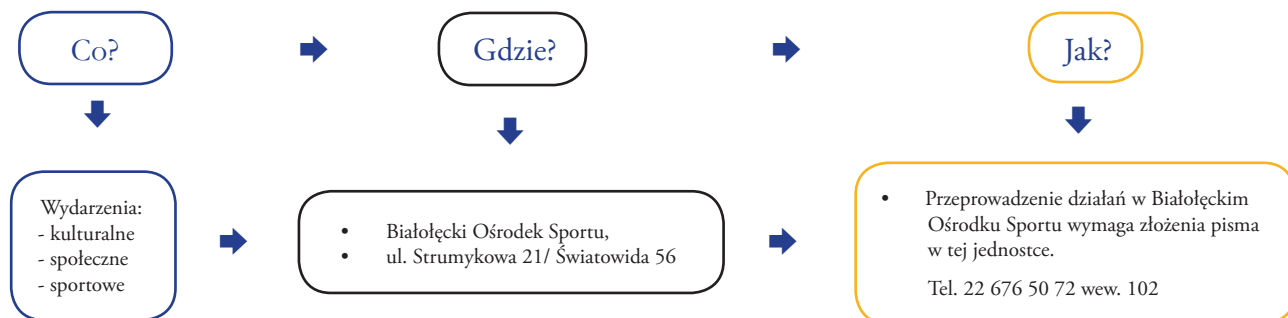 Co?
Gdzie?
Jak?
Wydarzenia:
- kulturalne
- społeczne
- sportowe
• Białołęcki Ośrodek Sportu,
• ul. Strumykowa 21/ Światowida 56
• Przeprowadzenie działań w Białołęckim
Ośrodku Sportu wymaga złożenia pisma
w tej jednostce.
Tel. 22 676 50 72 wew. 102